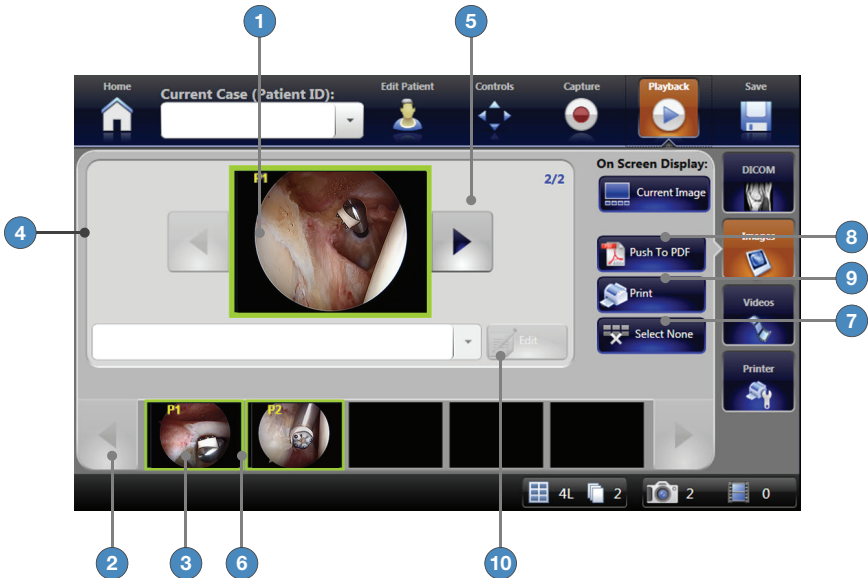 1
5
Home
Current Case (Patient ID):
Edit Patient
Controls
Capture
Playback
Save
On Screen Display:
P1
2/2
Current Image
DICOM
4
Push To PDF
Images
8
Print
9
Select None
Videos
7
Edit
Printer
P1
P2
4L
2
2
0
2
3
6
10